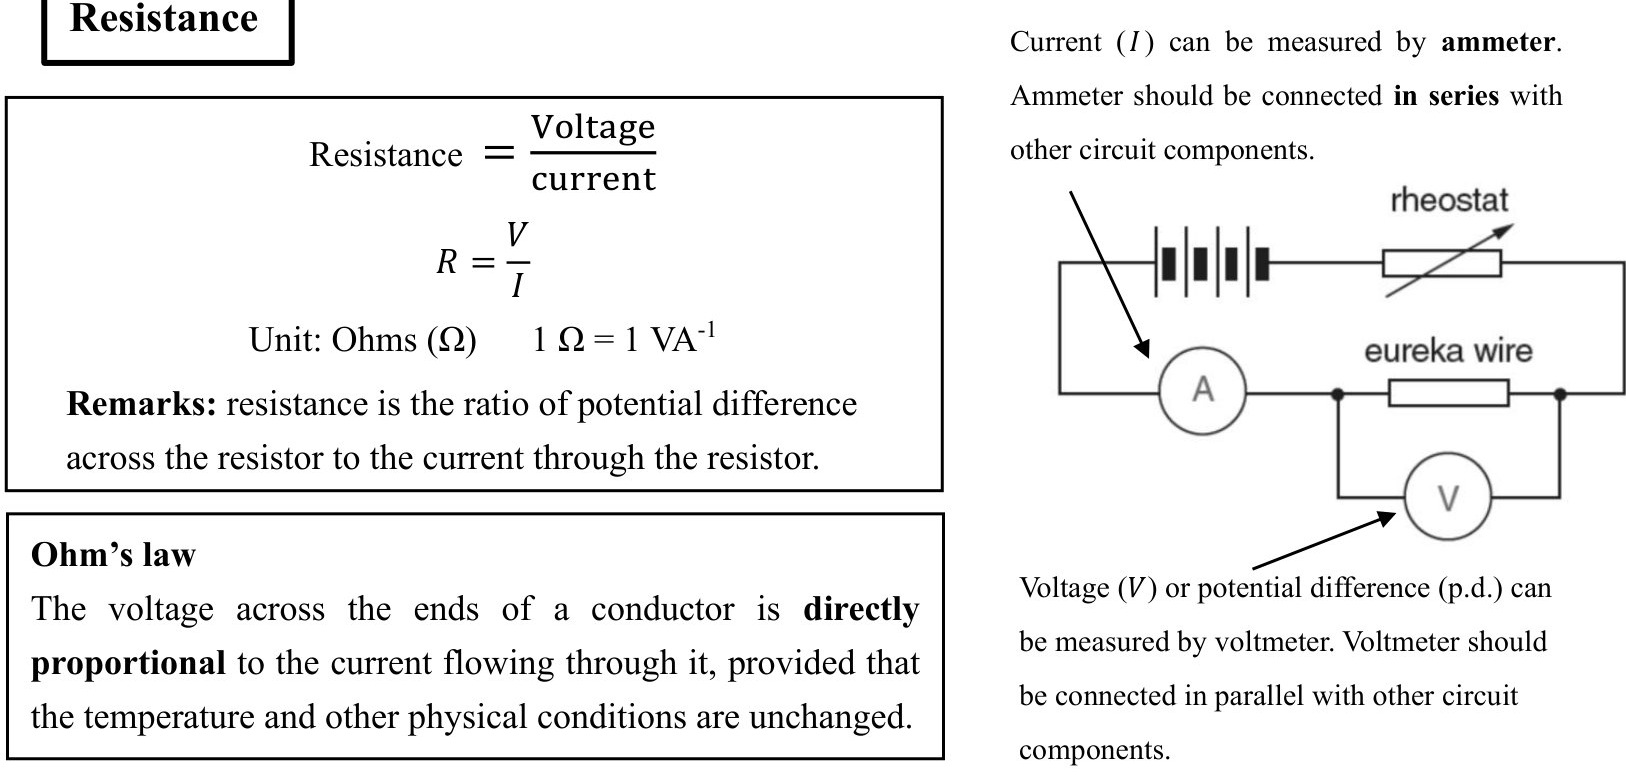 Resistance
Resistance = Voltage / current
R = V / I
Unit: Ohms (Ω) 1 Ω = 1 VA⁻¹
Remarks: resistance is the ratio of potential difference
across the resistor to the current through the resistor.
Ohm’s law
The voltage across the ends of a conductor is directly
proportional to the current flowing through it, provided that
the temperature and other physical conditions are unchanged.
Current (I) can be measured by ammeter.
Ammeter should be connected in series with
other circuit components.
rheostat
eureka wire
A
V
Voltage (V) or potential difference (p.d.) can
be measured by voltmeter. Voltmeter should
be connected in parallel with other circuit
components.